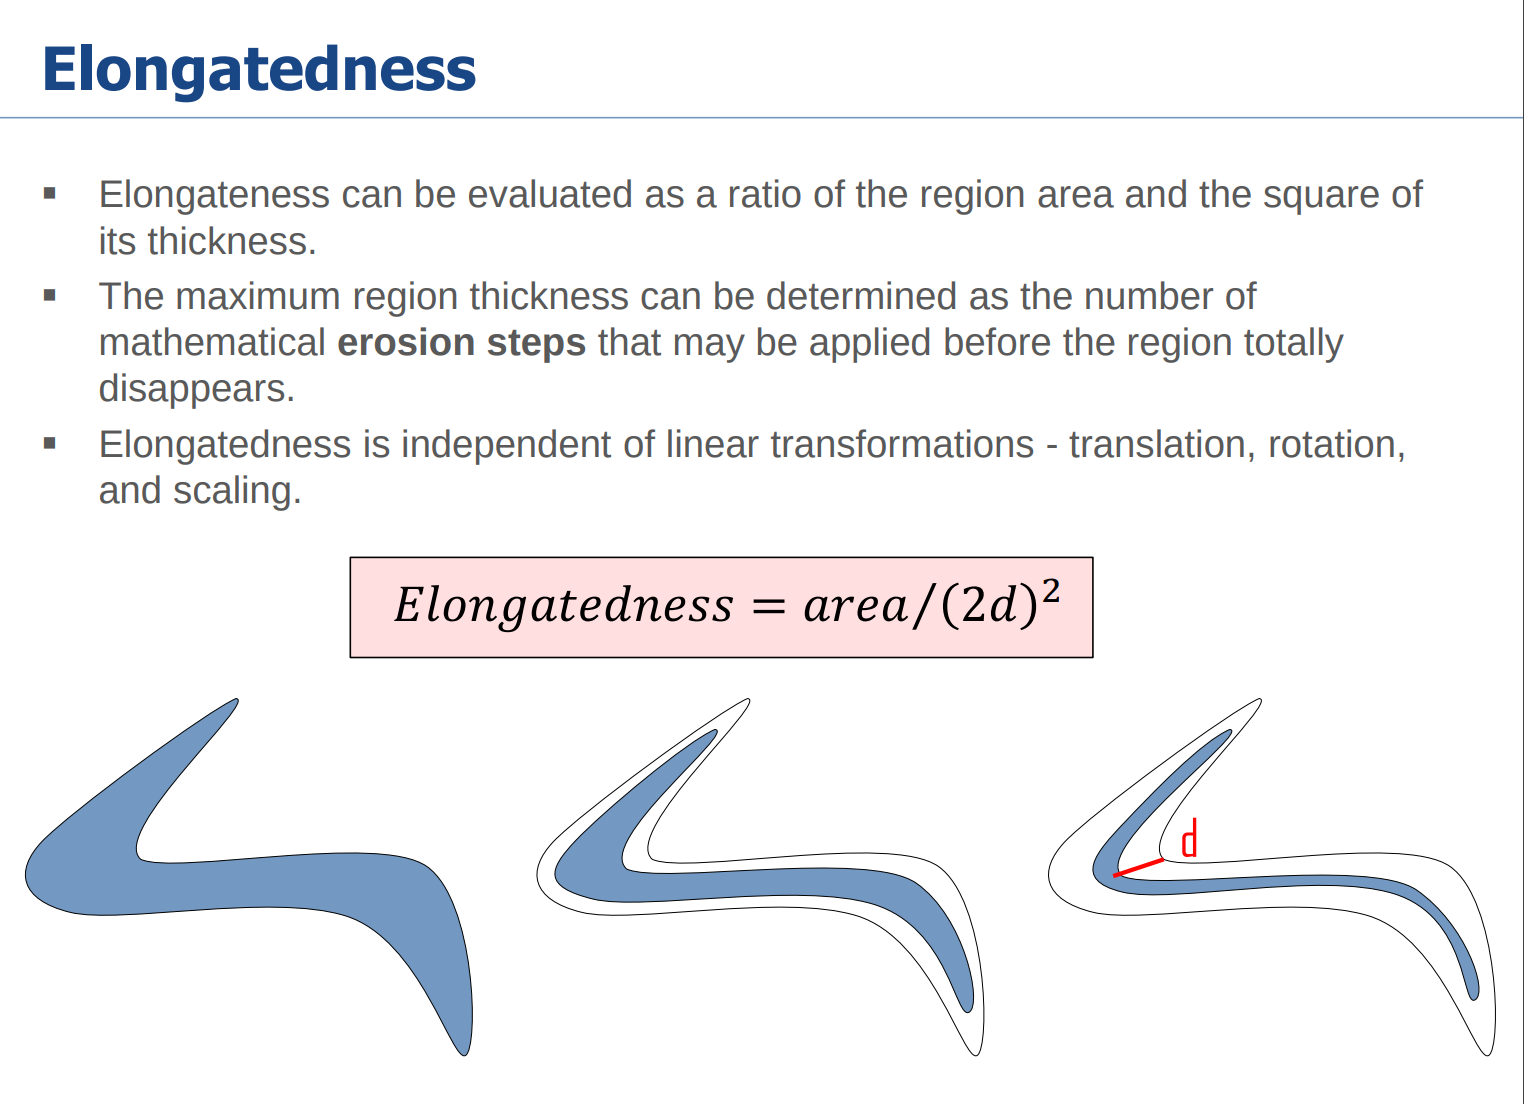 Elongatedness
▪ Elongateness can be evaluated as a ratio of the region area and the square of
its thickness.
▪ The maximum region thickness can be determined as the number of
mathematical erosion steps that may be applied before the region totally
disappears.
▪ Elongatedness is independent of linear transformations - translation, rotation,
and scaling.
Elongatedness = area/(2d)²
d